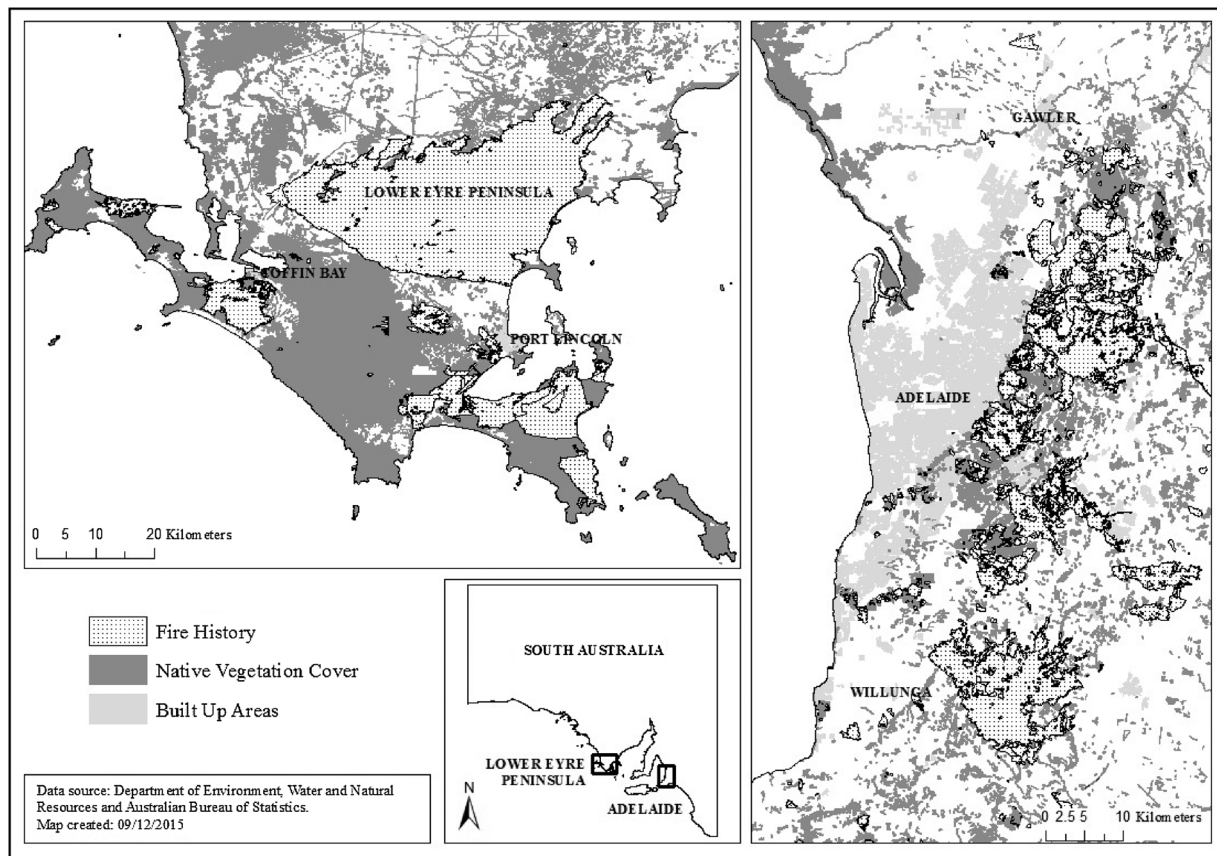 LOWER EYRE PENINSULA
COFFIN BAY
PORT LINCOLN
0 5 10 20 Kilometers
GAWLER
ADELAIDE
WILLUNGA
0 2.5 5 10 Kilometers
Fire History
Native Vegetation Cover
Built Up Areas
SOUTH AUSTRALIA
LOWER EYRE
PENINSULA
ADELAIDE
N
Data source: Department of Environment, Water and Natural
Resources and Australian Bureau of Statistics.
Map created: 09/12/2015